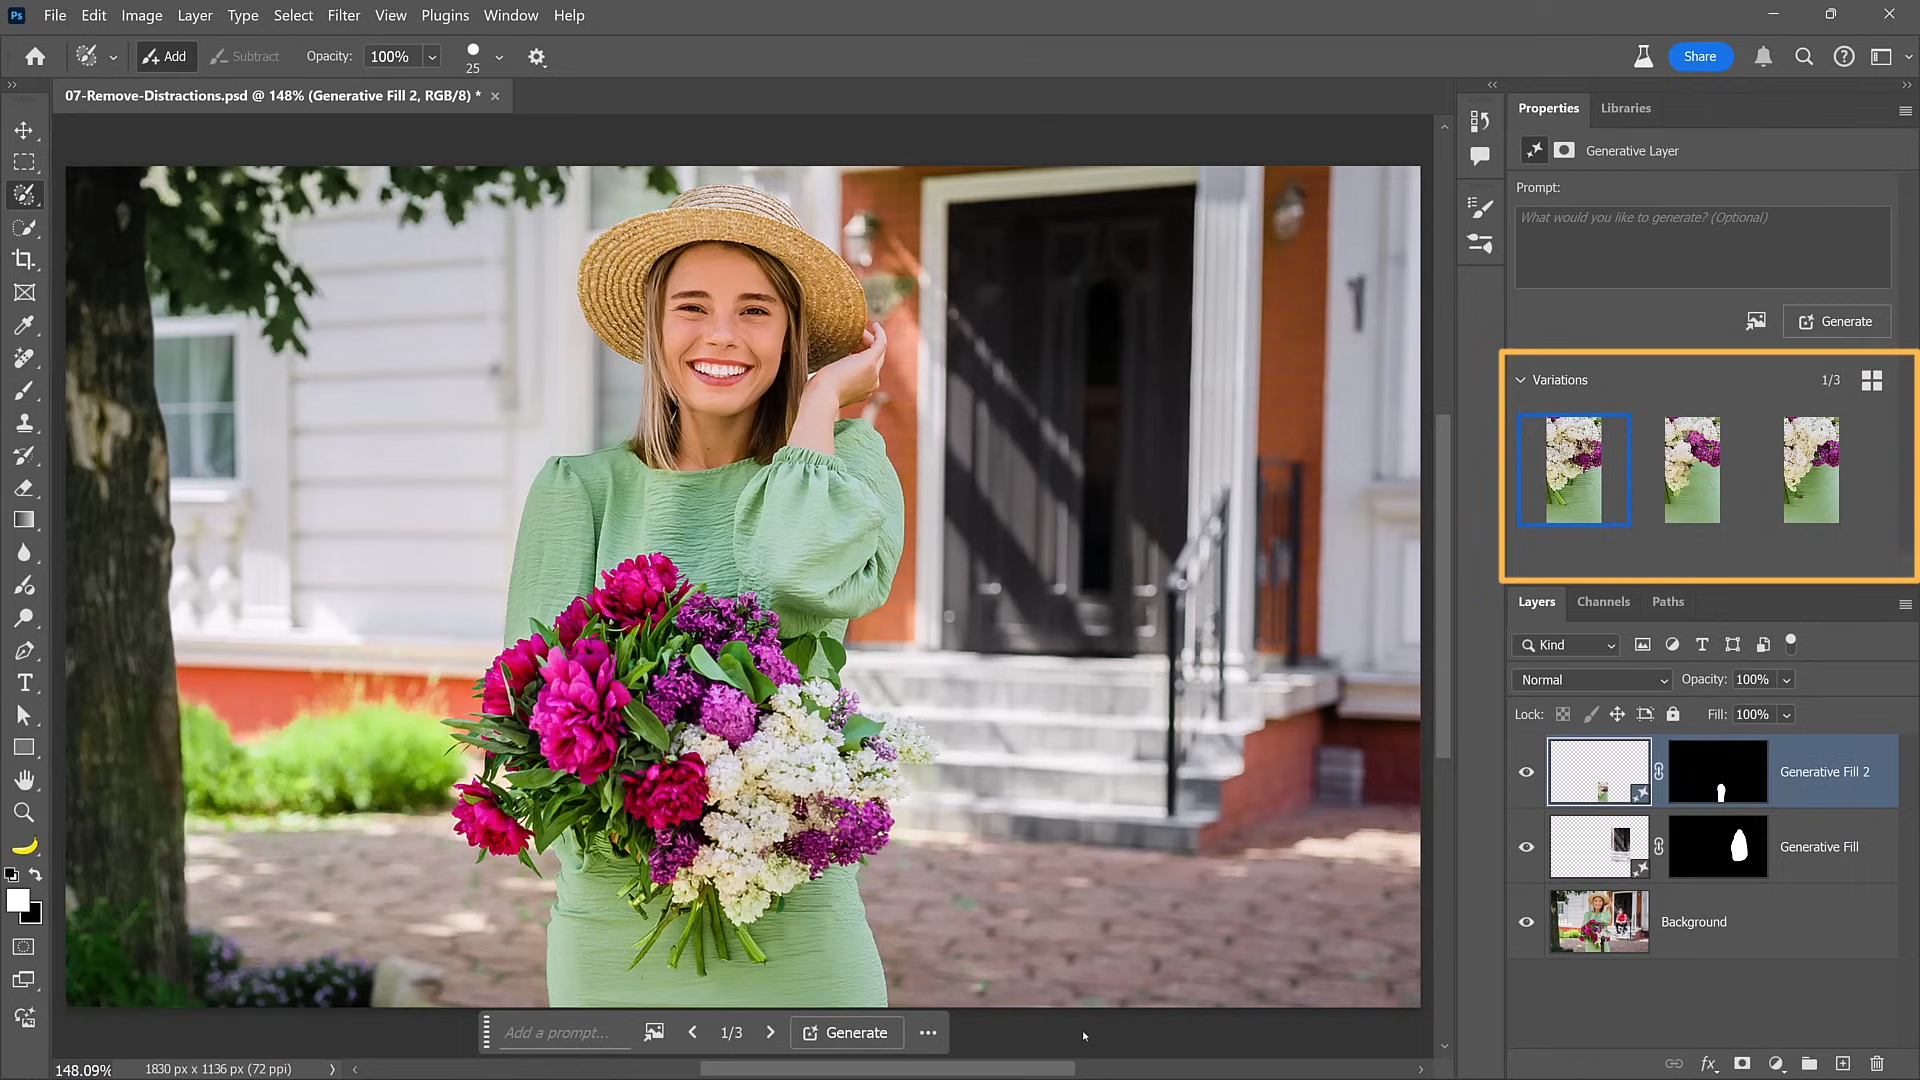 Ps File Edit Image Layer Type Select Filter View Plugins Window Help
Add Subtract Opacity: 100% 25 Share
07-Remove-Distractions.psd @ 148% (Generative Fill 2, RGB/8) *
Properties Libraries
Generative Layer
Prompt:
What would you like to generate? (Optional)
Generate
Variations 1/3
Layers Channels Paths
Kind
Normal Opacity: 100%
Lock: Fill: 100%
Generative Fill 2
Generative Fill
Background
Add a prompt... 1/3 Generate
148.09% 1830 px x 1136 px (72 ppi)
fx